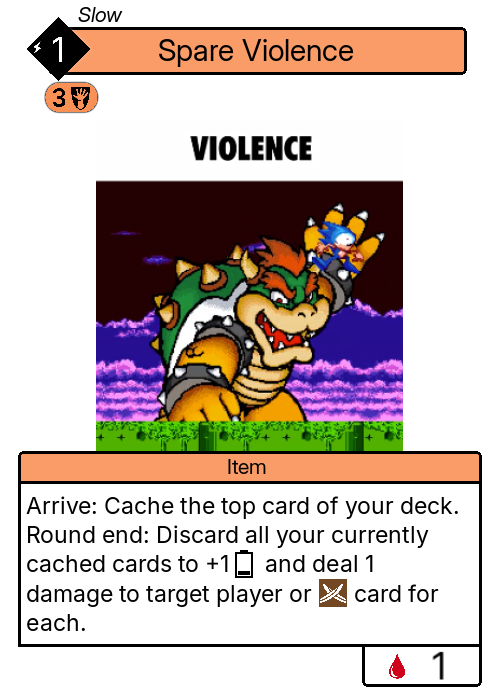 Slow
1
Spare Violence
3
VIOLENCE
Item
Arrive: Cache the top card of your deck.
Round end: Discard all your currently
cached cards to +1 and deal 1
damage to target player or card for
each.
1